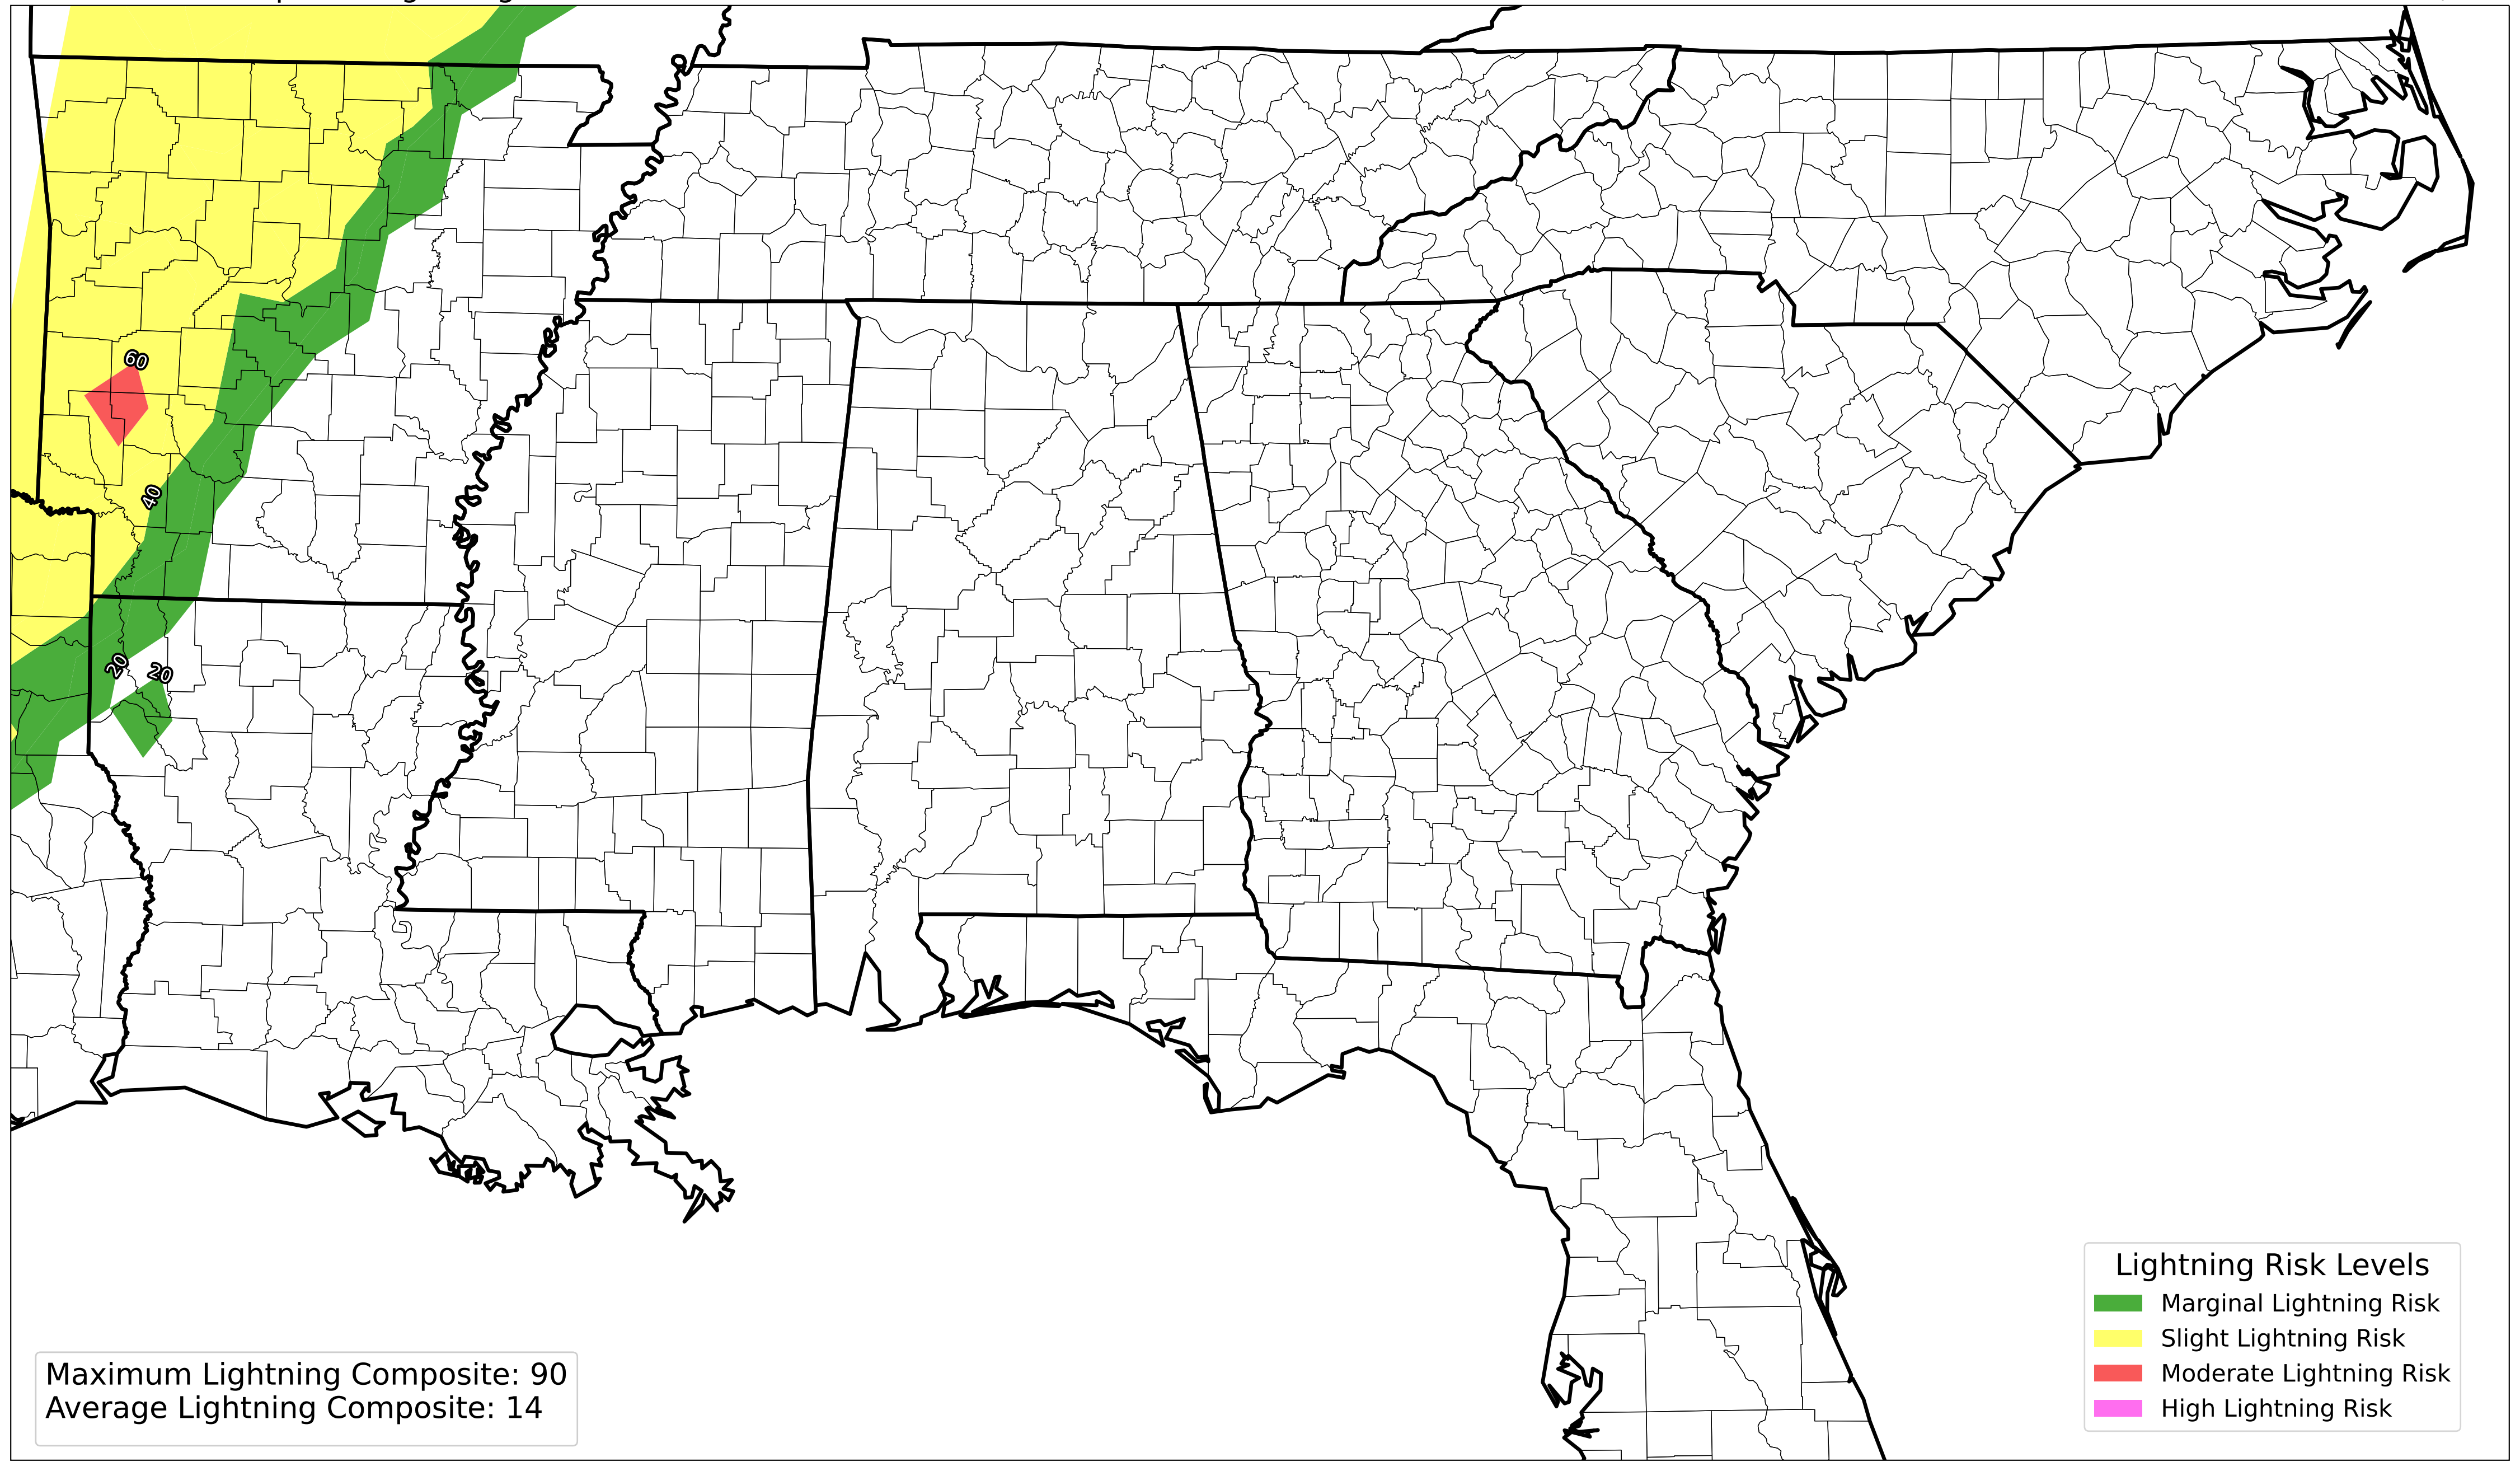 60
40
20
20
Lightning Risk Levels
Marginal Lightning Risk
Slight Lightning Risk
Moderate Lightning Risk
High Lightning Risk
Maximum Lightning Composite: 90
Average Lightning Composite: 14